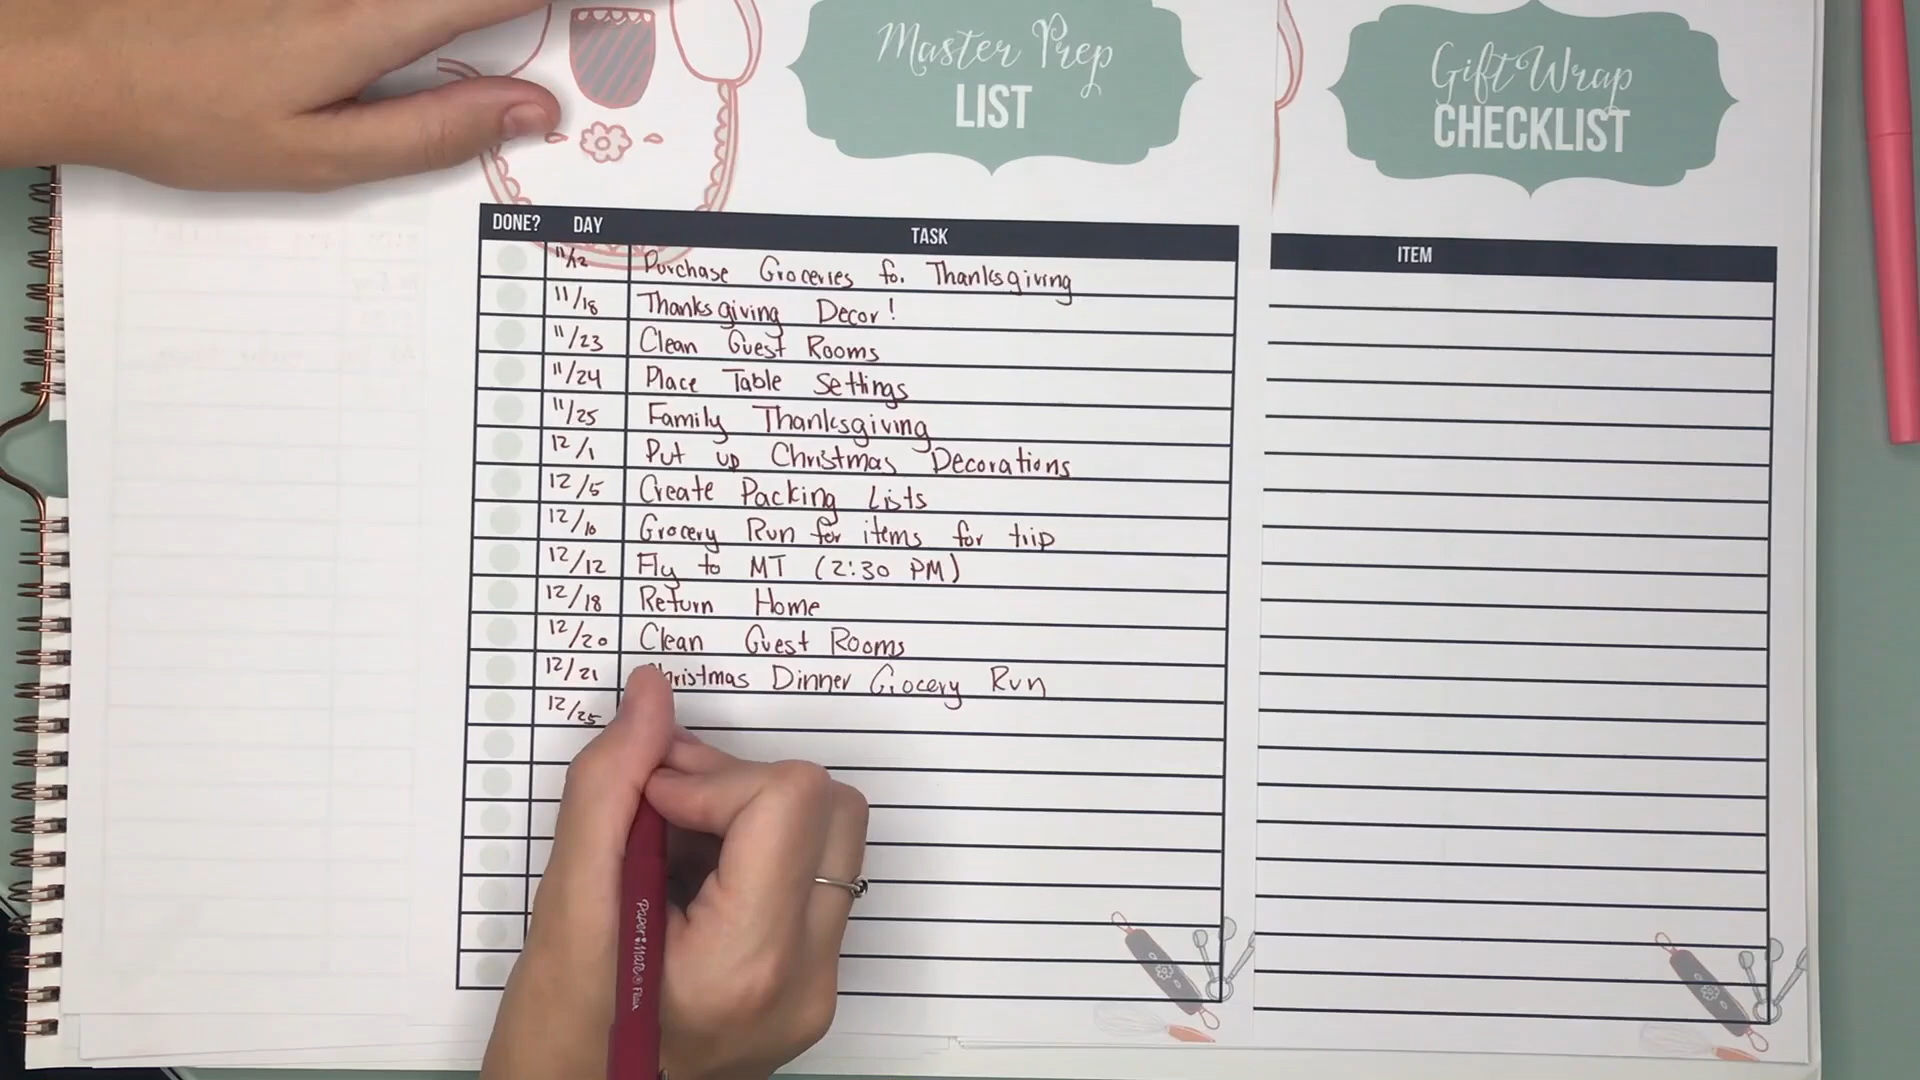 Master Prep
LIST
Gift Wrap
CHECKLIST
DONE? DAY TASK
11/12 Purchase Groceries for Thanksgiving
11/18 Thanksgiving Decor!
11/23 Clean Guest Rooms
11/24 Place Table Settings
11/25 Family Thanksgiving
12/1 Put up Christmas Decorations
12/5 Create Packing Lists
12/10 Grocery Run for items for trip
12/12 Fly to MT (2:30 PM)
12/18 Return Home
12/20 Clean Guest Rooms
12/21 Christmas Dinner Grocery Run
12/25
ITEM
Paper:Mate® Flair